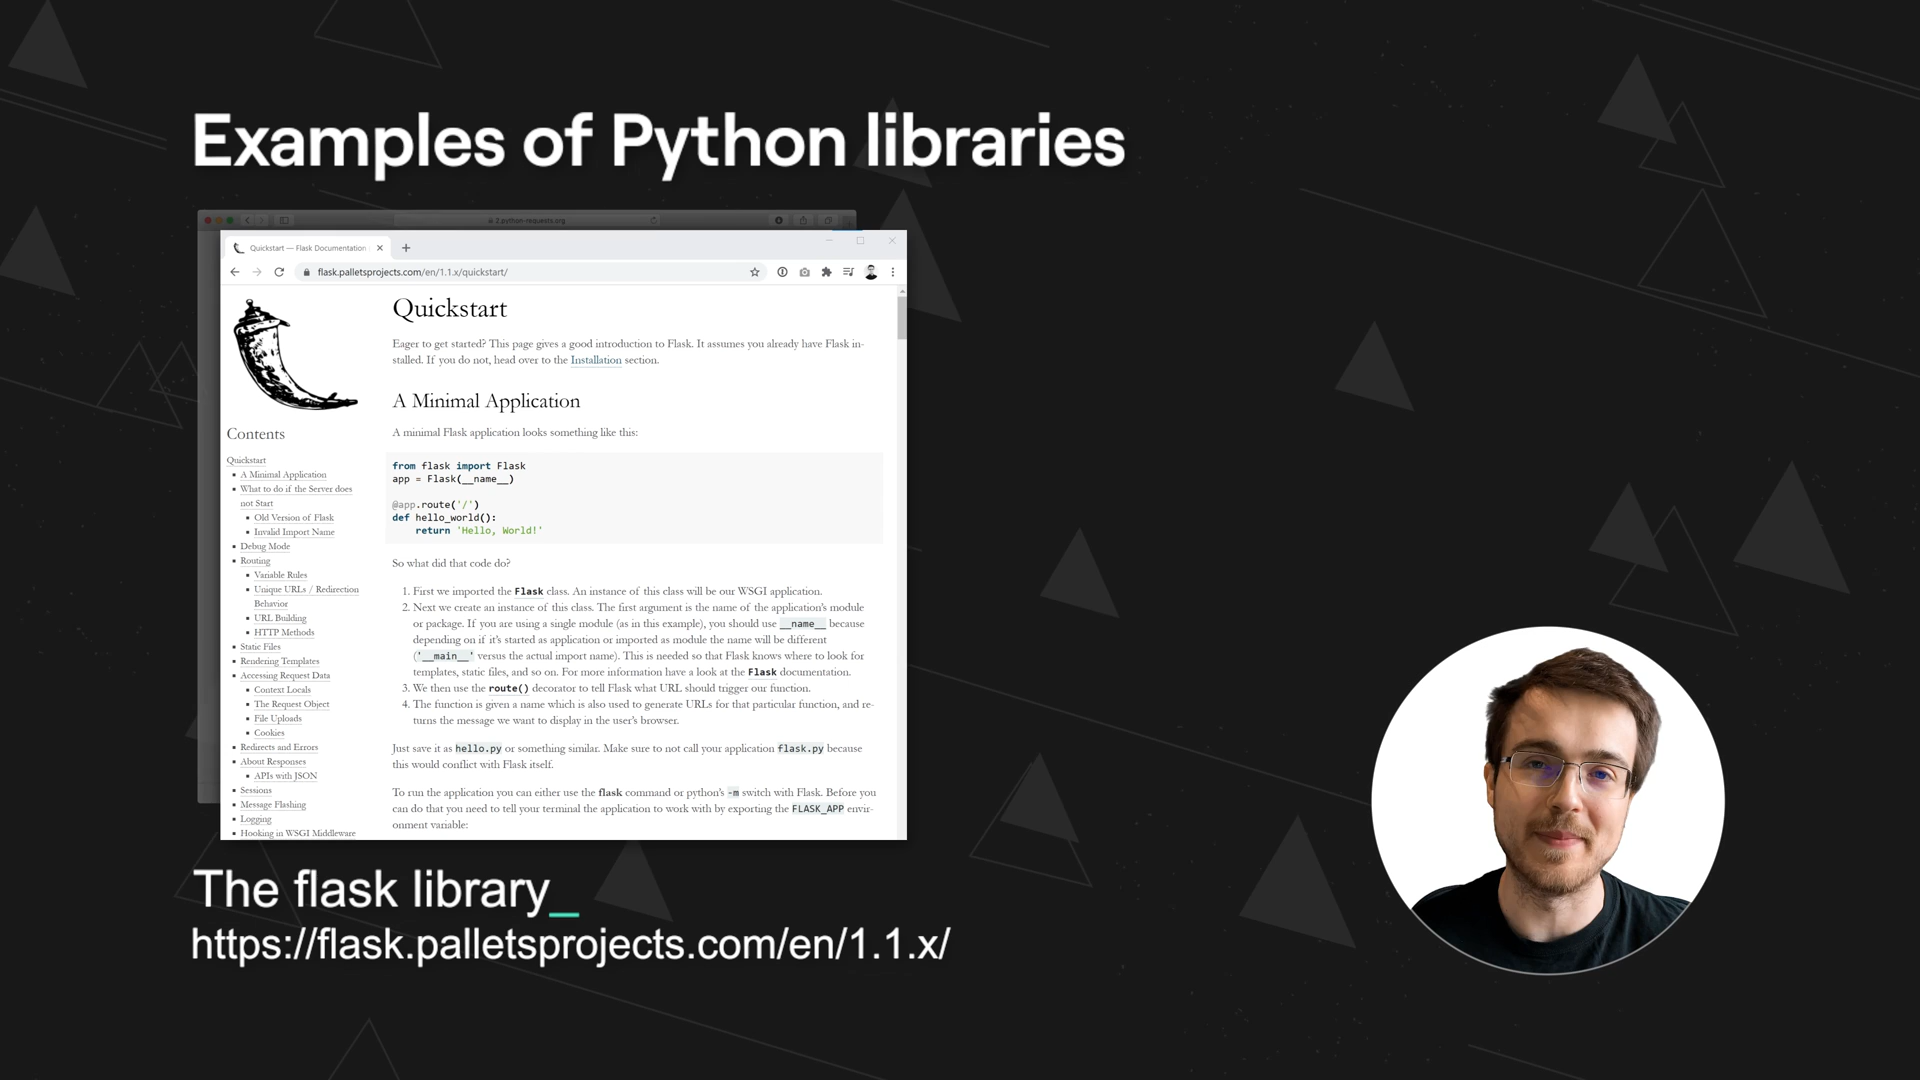 Examples of Python libraries
2.python-requests.org
Quickstart — Flask Documentation
flask.palletsprojects.com/en/1.1.x/quickstart/
Quickstart
Eager to get started? This page gives a good introduction to Flask. It assumes you already have Flask in-
stalled. If you do not, head over to the Installation section.
A Minimal Application
A minimal Flask application looks something like this:
from flask import Flask
app = Flask(__name__)
@app.route('/')
def hello_world():
    return 'Hello, World!'
So what did that code do?
1. First we imported the Flask class. An instance of this class will be our WSGI application.
2. Next we create an instance of this class. The first argument is the name of the application's module
or package. If you are using a single module (as in this example), you should use __name__ because
depending on if it's started as application or imported as module the name will be different
('__main__' versus the actual import name). This is needed so that Flask knows where to look for
templates, static files, and so on. For more information have a look at the Flask documentation.
3. We then use the route() decorator to tell Flask what URL should trigger our function.
4. The function is given a name which is also used to generate URLs for that particular function, and re-
turns the message we want to display in the user's browser.
Just save it as hello.py or something similar. Make sure to not call your application flask.py because
this would conflict with Flask itself.
To run the application you can either use the flask command or python's -m switch with Flask. Before you
can do that you need to tell your terminal the application to work with by exporting the FLASK_APP envir-
onment variable:
Contents
Quickstart
A Minimal Application
What to do if the Server does
not Start
Old Version of Flask
Invalid Import Name
Debug Mode
Routing
Variable Rules
Unique URLs / Redirection
Behavior
URL Building
HTTP Methods
Static Files
Rendering Templates
Accessing Request Data
Context Locals
The Request Object
File Uploads
Cookies
Redirects and Errors
About Responses
APIs with JSON
Sessions
Message Flashing
Logging
Hooking in WSGI Middleware
The flask library_
https://flask.palletsprojects.com/en/1.1.x/